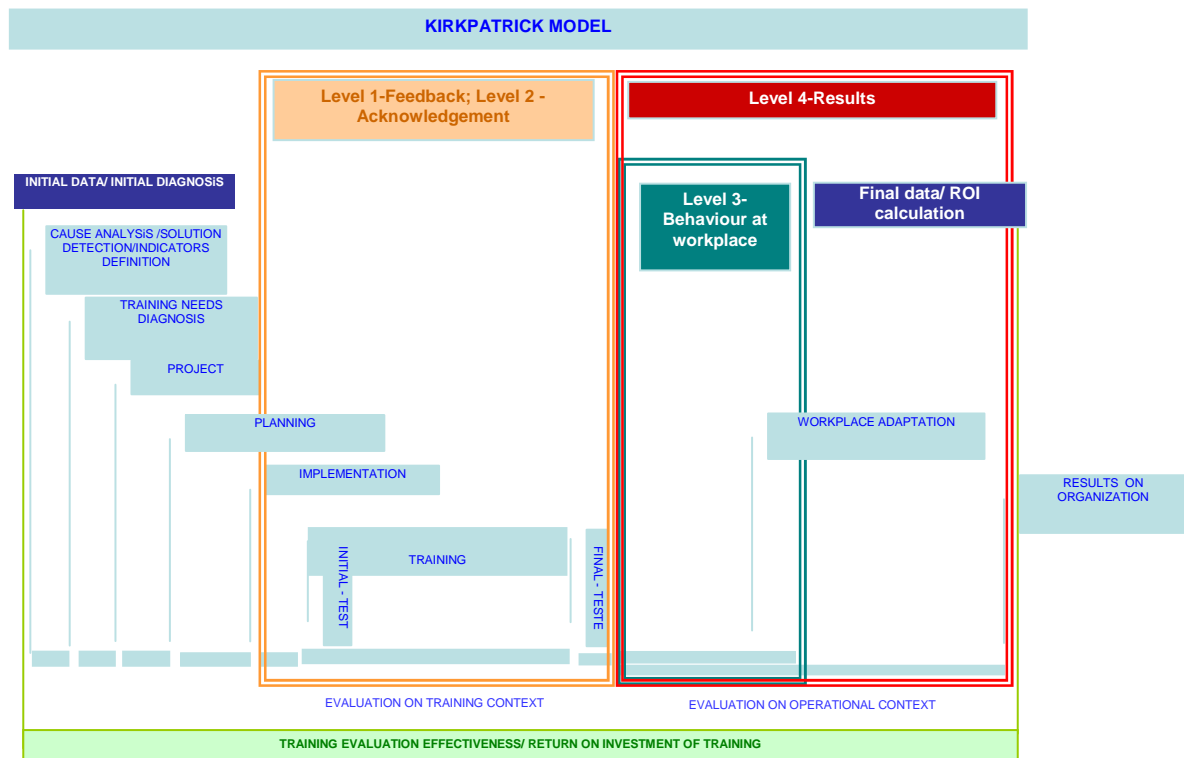 KIRKPATRICK MODEL
Level 1-Feedback; Level 2 -
Acknowledgement
Level 4-Results
INITIAL DATA/ INITIAL DIAGNOSiS
Level 3-
Behaviour at
workplace
Final data/ ROI
calculation
CAUSE ANALYSiS /SOLUTION
DETECTION/INDICATORS
DEFINITION
TRAINING NEEDS
DIAGNOSIS
PROJECT
PLANNING
WORKPLACE ADAPTATION
IMPLEMENTATION
RESULTS ON
ORGANIZATION
INITIAL - TEST
TRAINING
FINAL - TESTE
EVALUATION ON TRAINING CONTEXT
EVALUATION ON OPERATIONAL CONTEXT
TRAINING EVALUATION EFFECTIVENESS/ RETURN ON INVESTMENT OF TRAINING